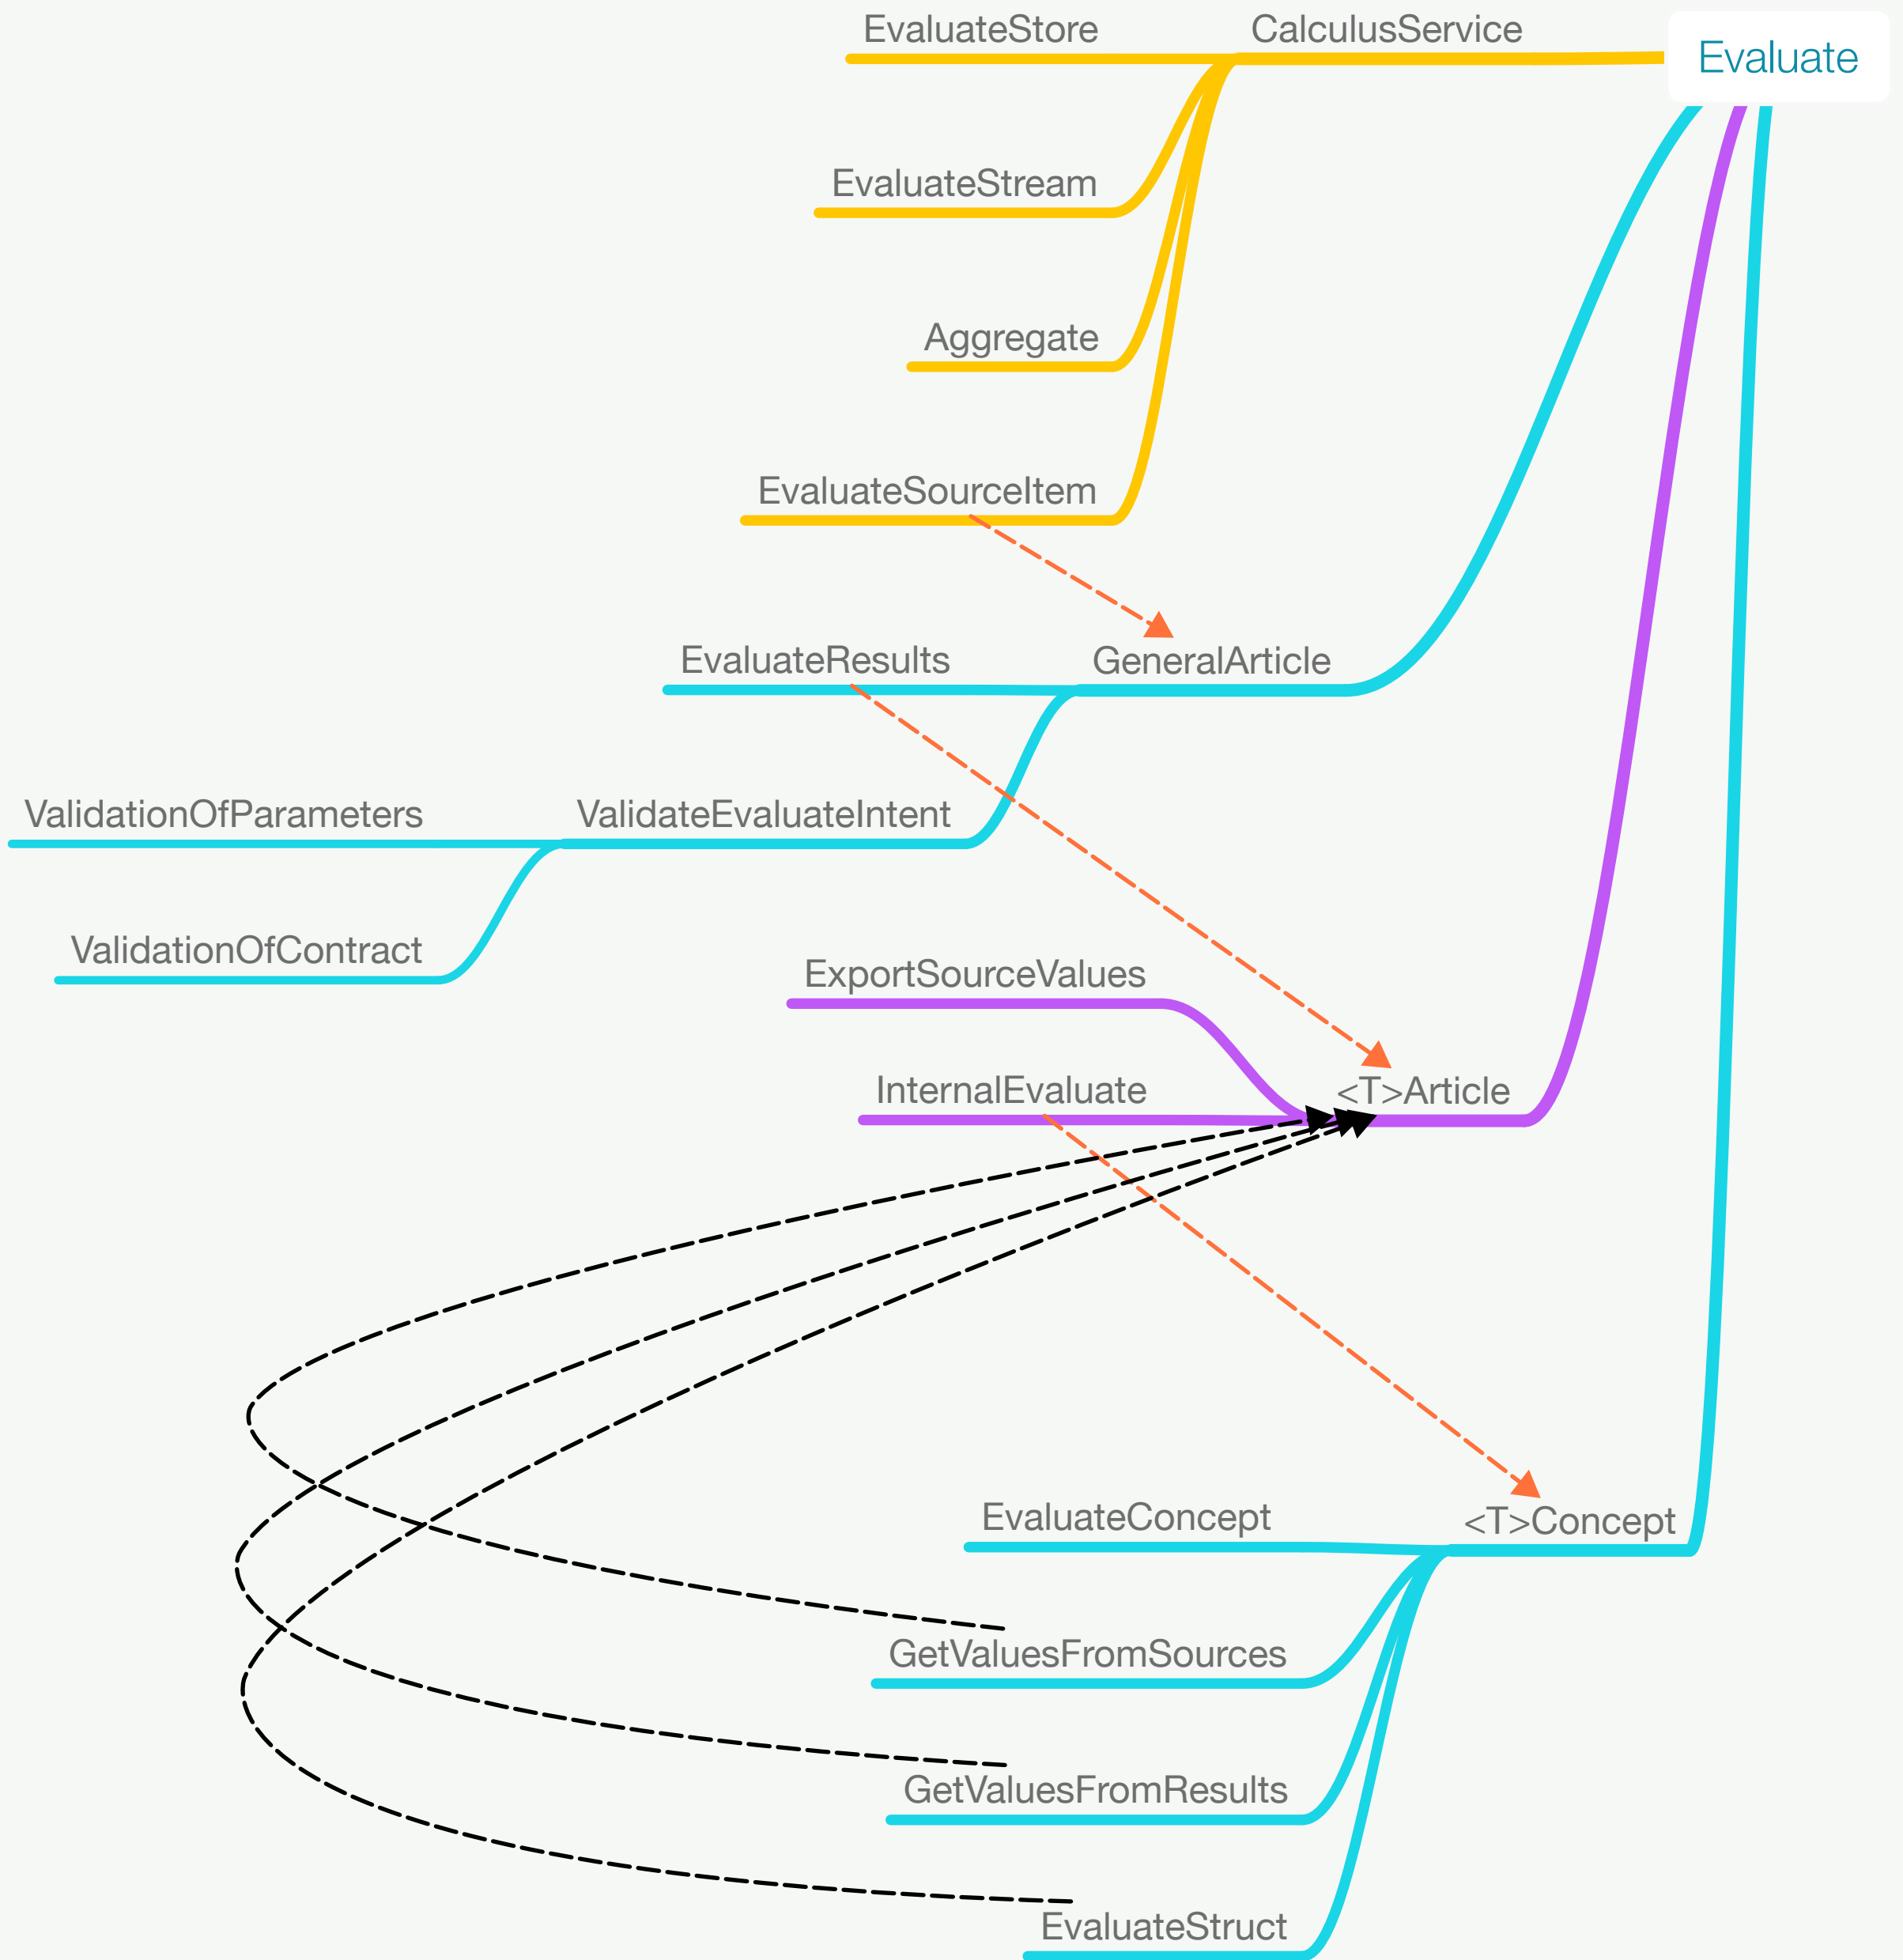 EvaluateStore
CalculusService
Evaluate
EvaluateStream
Aggregate
EvaluateSourceItem
EvaluateResults
GeneralArticle
ValidationOfParameters
ValidateEvaluateIntent
ValidationOfContract
ExportSourceValues
InternalEvaluate
<T>Article
EvaluateConcept
<T>Concept
GetValuesFromSources
GetValuesFromResults
EvaluateStruct